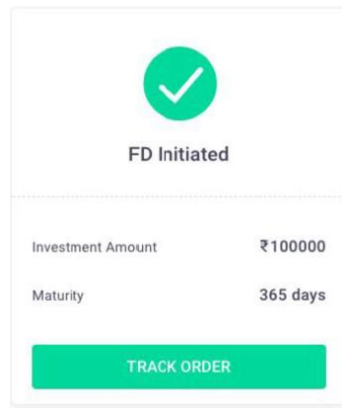 FD Initiated
Investment Amount ₹100000
Maturity 365 days
TRACK ORDER